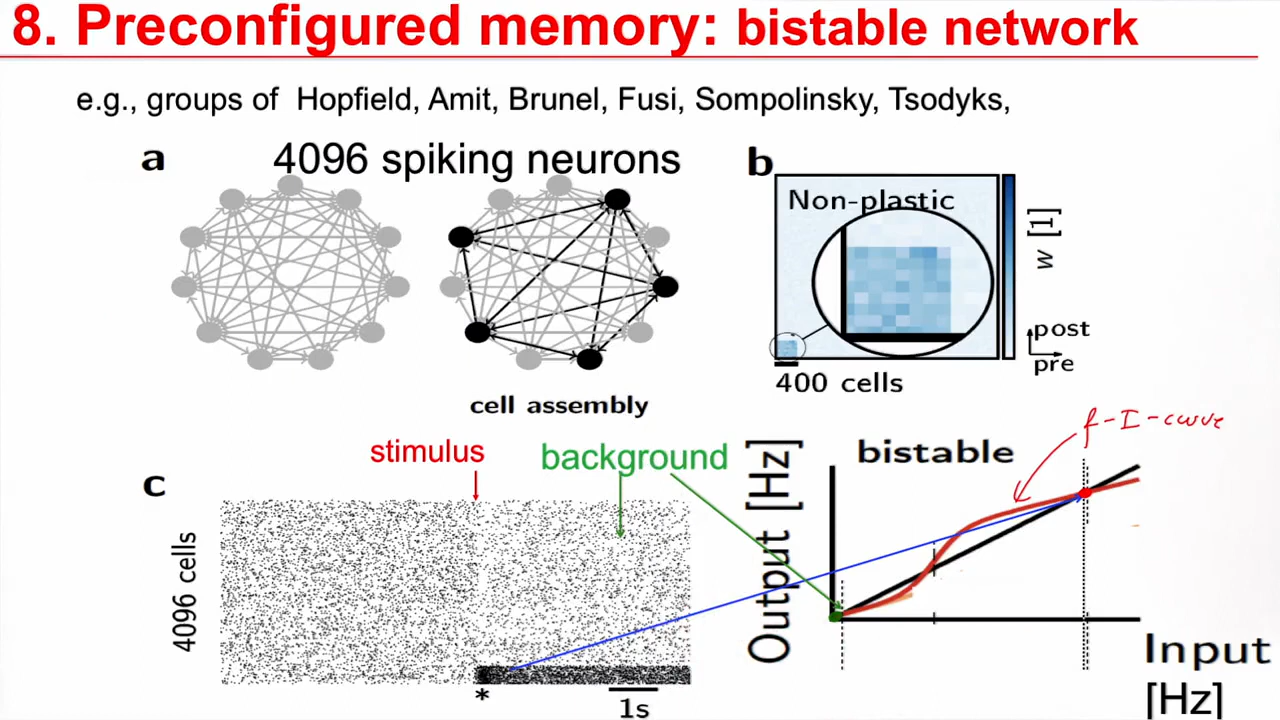 8. Preconfigured memory: bistable network
e.g., groups of Hopfield, Amit, Brunel, Fusi, Sompolinsky, Tsodyks,
a
4096 spiking neurons
cell assembly
b
Non-plastic
w [1]
post
pre
400 cells
stimulus
background
c
4096 cells
*
1s
bistable
f-I-curve
Output [Hz]
Input
[Hz]